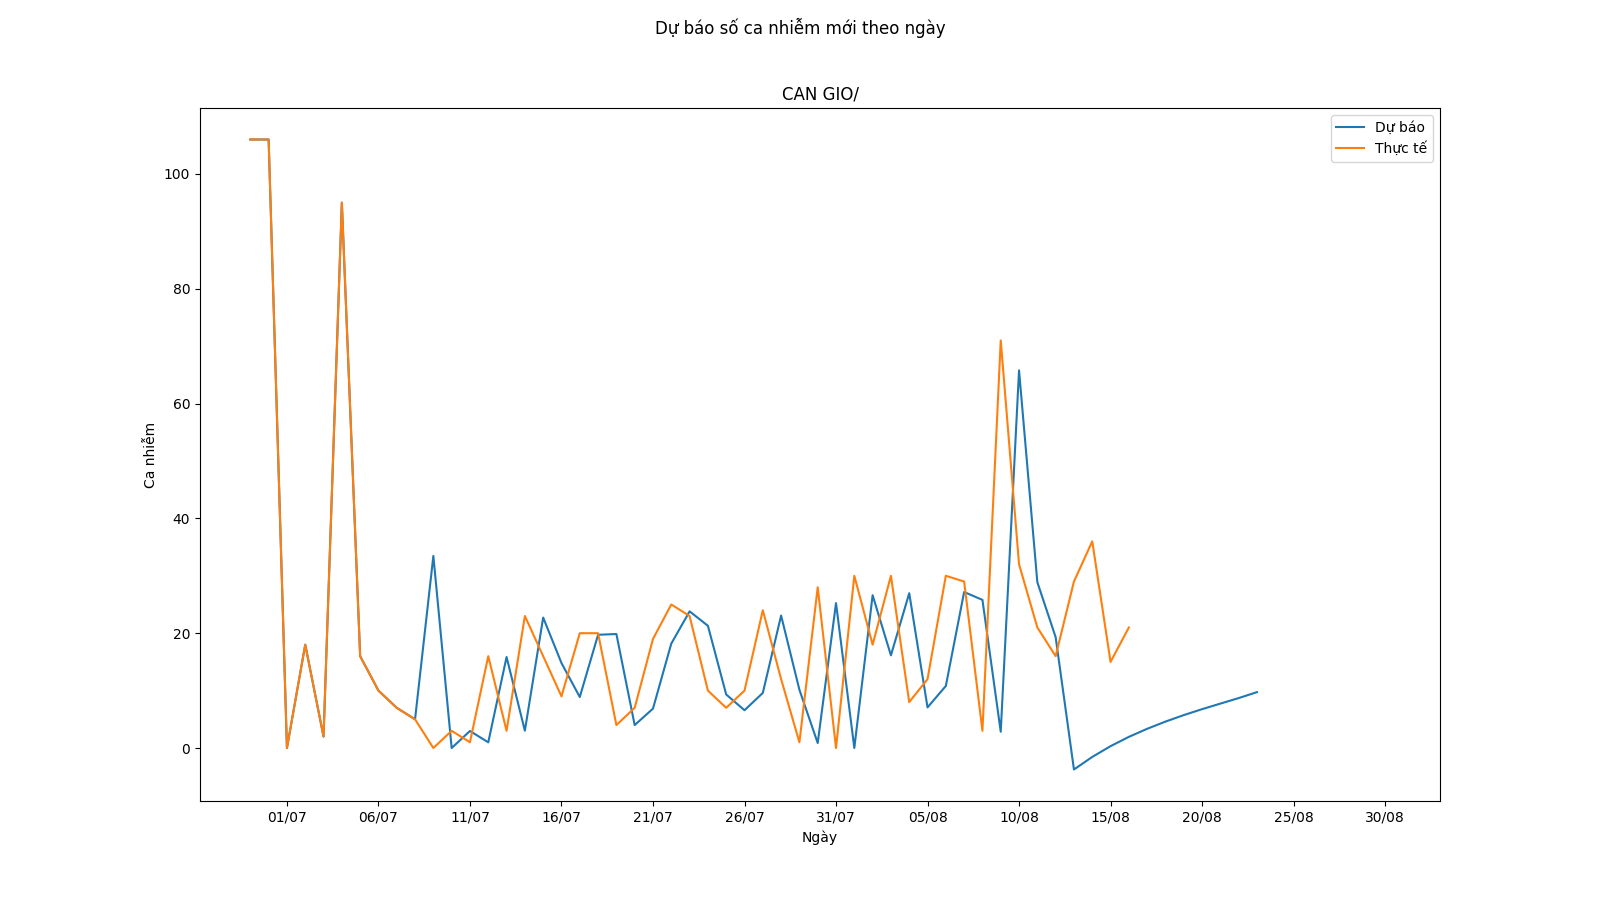 Dự báo số ca nhiễm mới theo ngày
CAN GIO/
Dự báo
Thực tế
100
80
60
40
20
0
Ca nhiễm
01/07 06/07 11/07 16/07 21/07 26/07 31/07 05/08 10/08 15/08 20/08 25/08 30/08
Ngày